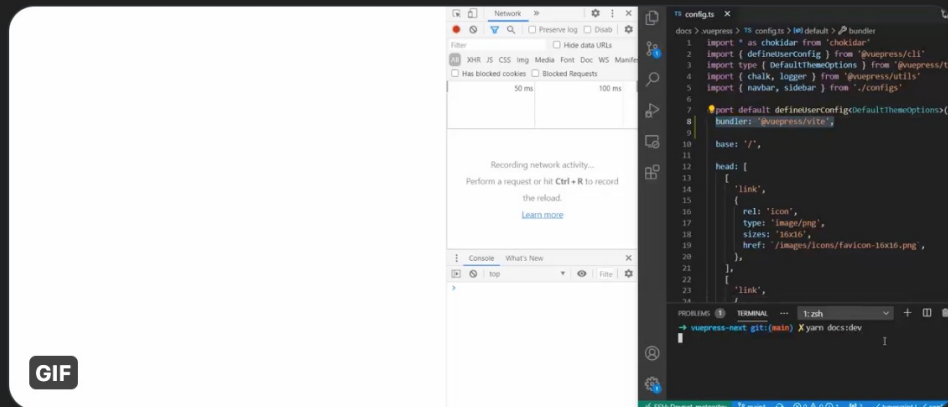 Network
Preserve log
Disab
Filter
Hide data URLs
All XHR JS CSS Img Media Font Doc WS Manife
Has blocked cookies
Blocked Requests
50 ms
100 ms
Recording network activity...
Perform a request or hit Ctrl + R to record
the reload.
Learn more
Console
What's New
top
Filte
GIF
TS config.ts
docs > .vuepress > TS config.ts > default > bundler
1 import * as chokidar from 'chokidar'
2 import { defineUserConfig } from '@vuepress/cli'
3 import type { DefaultThemeOptions } from '@vuepress/t
4 import { chalk, logger } from '@vuepress/utils'
5 import { navbar, sidebar } from './configs'
6
7 port default defineUserConfig<DefaultThemeOptions>(
8 bundler: '@vuepress/vite',
9
10 base: '/',
11
12 head: [
13 [
14 'link',
15 {
16 rel: 'icon',
17 type: 'image/png',
18 sizes: '16x16',
19 href: `/images/icons/favicon-16x16.png`,
20 },
21 ],
22 [
23 'link',
24 {
PROBLEMS 1
TERMINAL
1: zsh
→ vuepress-next git:(main) ✗ yarn docs:dev